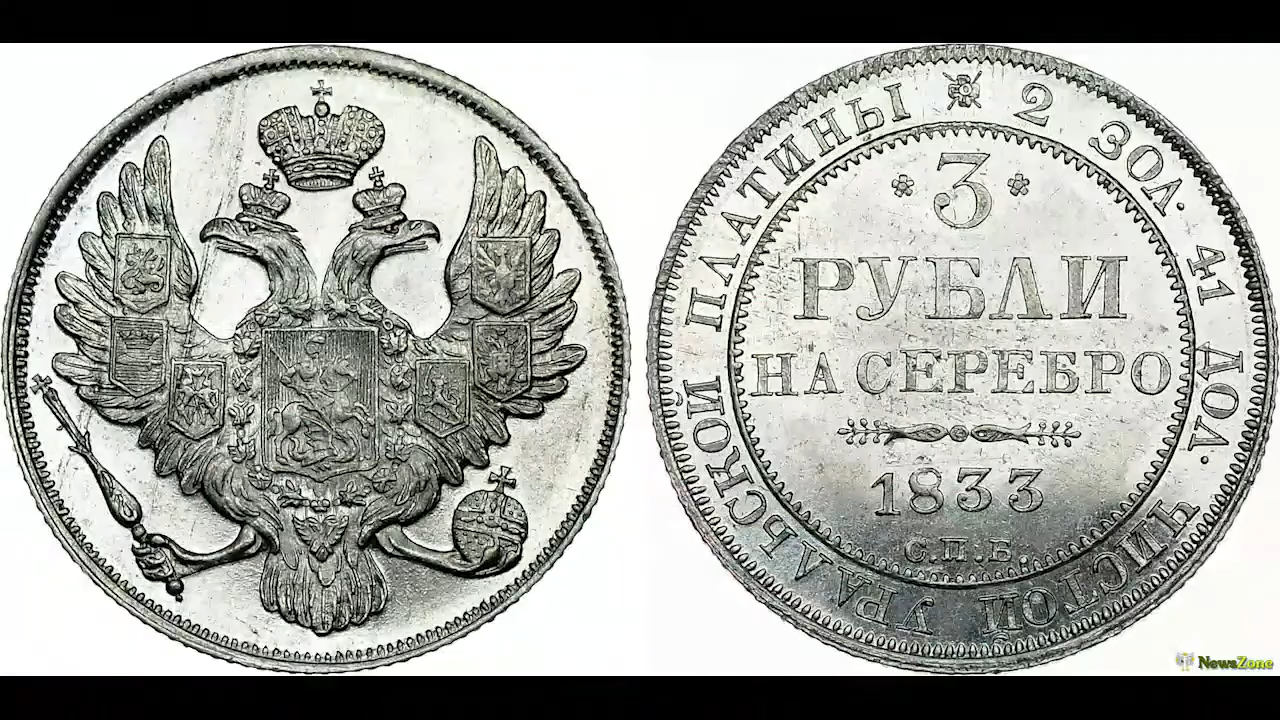 * 2 ЗОЛ. 41 ДОЛ. ЧИСТОЙ УРАЛЬСКОЙ ПЛАТИНЫ
* 3 *
РУБЛИ
НА СЕРЕБРО
1833
С.П.Б.
NewsZone